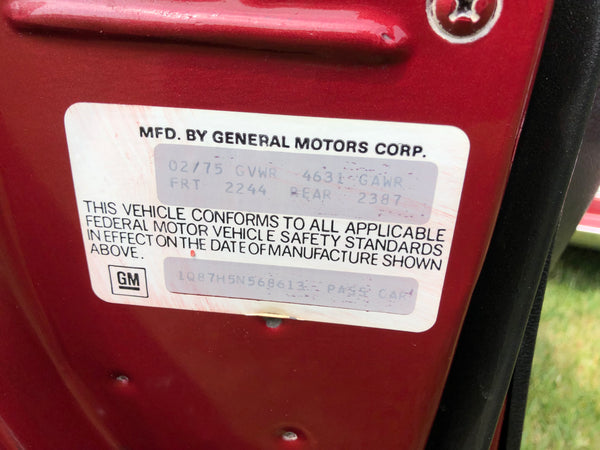 MFD. BY GENERAL MOTORS CORP.
02/75 GVWR 4631 GAWR
FRT 2244 REAR 2387
THIS VEHICLE CONFORMS TO ALL APPLICABLE
FEDERAL MOTOR VEHICLE SAFETY STANDARDS
IN EFFECT ON THE DATE OF MANUFACTURE SHOWN
ABOVE.
GM
1Q87H5N568613 - PASS CAR